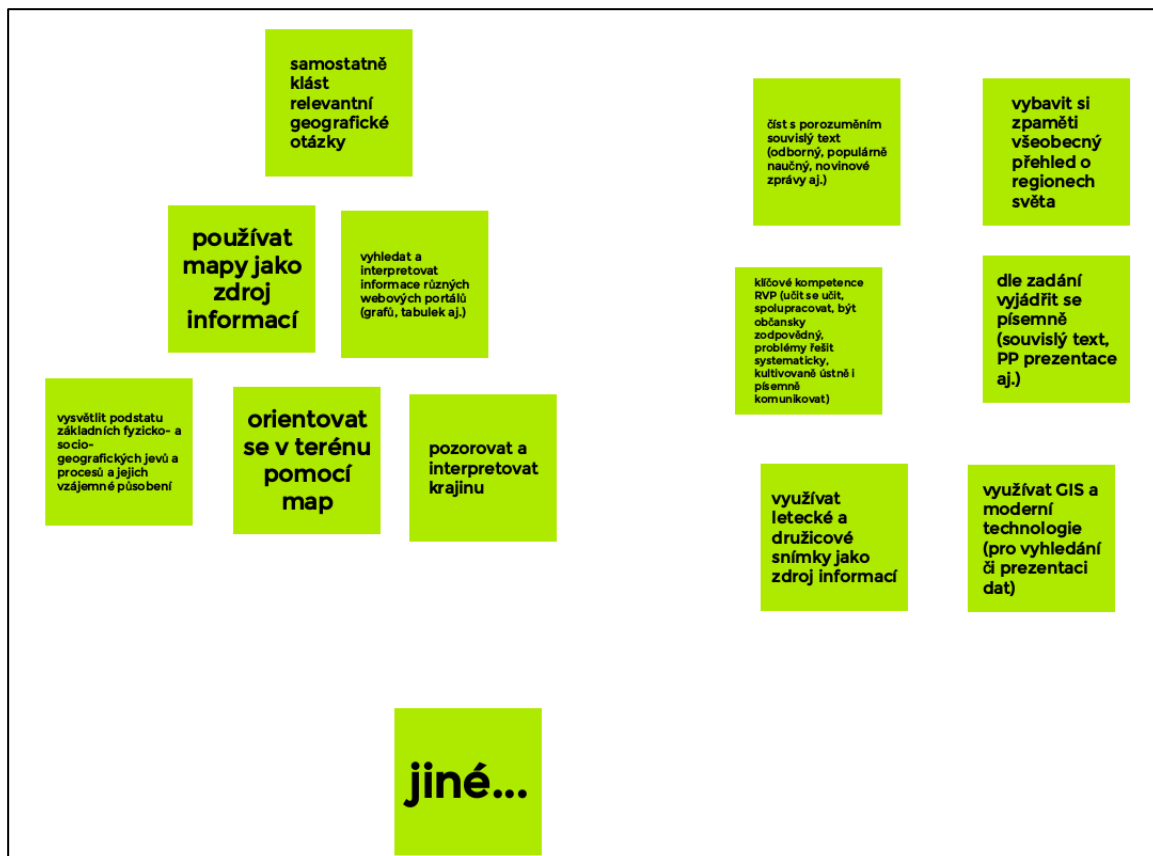 samostatně
klást
relevantní
geografické
otázky
používat
mapy jako
zdroj
informací
vyhledat a
interpretovat
informace různých
webových portálů
(grafů, tabulek aj.)
vysvětlit podstatu
základních fyzicko- a
socio-
geografických jevů a
procesů a jejich
vzájemné působení
orientovat
se v terénu
pomocí
map
pozorovat a
interpretovat
krajinu
číst s porozuměním
souvislý text
(odborný, populárně
naučný, novinové
zprávy aj.)
vybavit si
zpaměti
všeobecný
přehled o
regionech
světa
klíčové kompetence
RVP (učit se učit,
spolupracovat, být
občansky
zodpovědný,
problémy řešit
systematicky,
kultivovaně ústně i
písemně
komunikovat)
dle zadání
vyjádřit se
písemně
(souvislý text,
PP prezentace
aj.)
využívat
letecké a
družicové
snímky jako
zdroj informací
využívat GIS a
moderní
technologie
(pro vyhledání
či prezentaci
dat)
jiné...